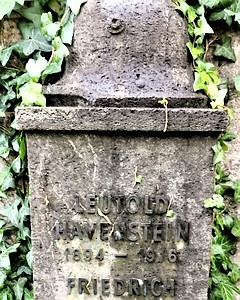 LEUTOLD
HAVENSTEIN
1894 – 1916
FRIEDRICH